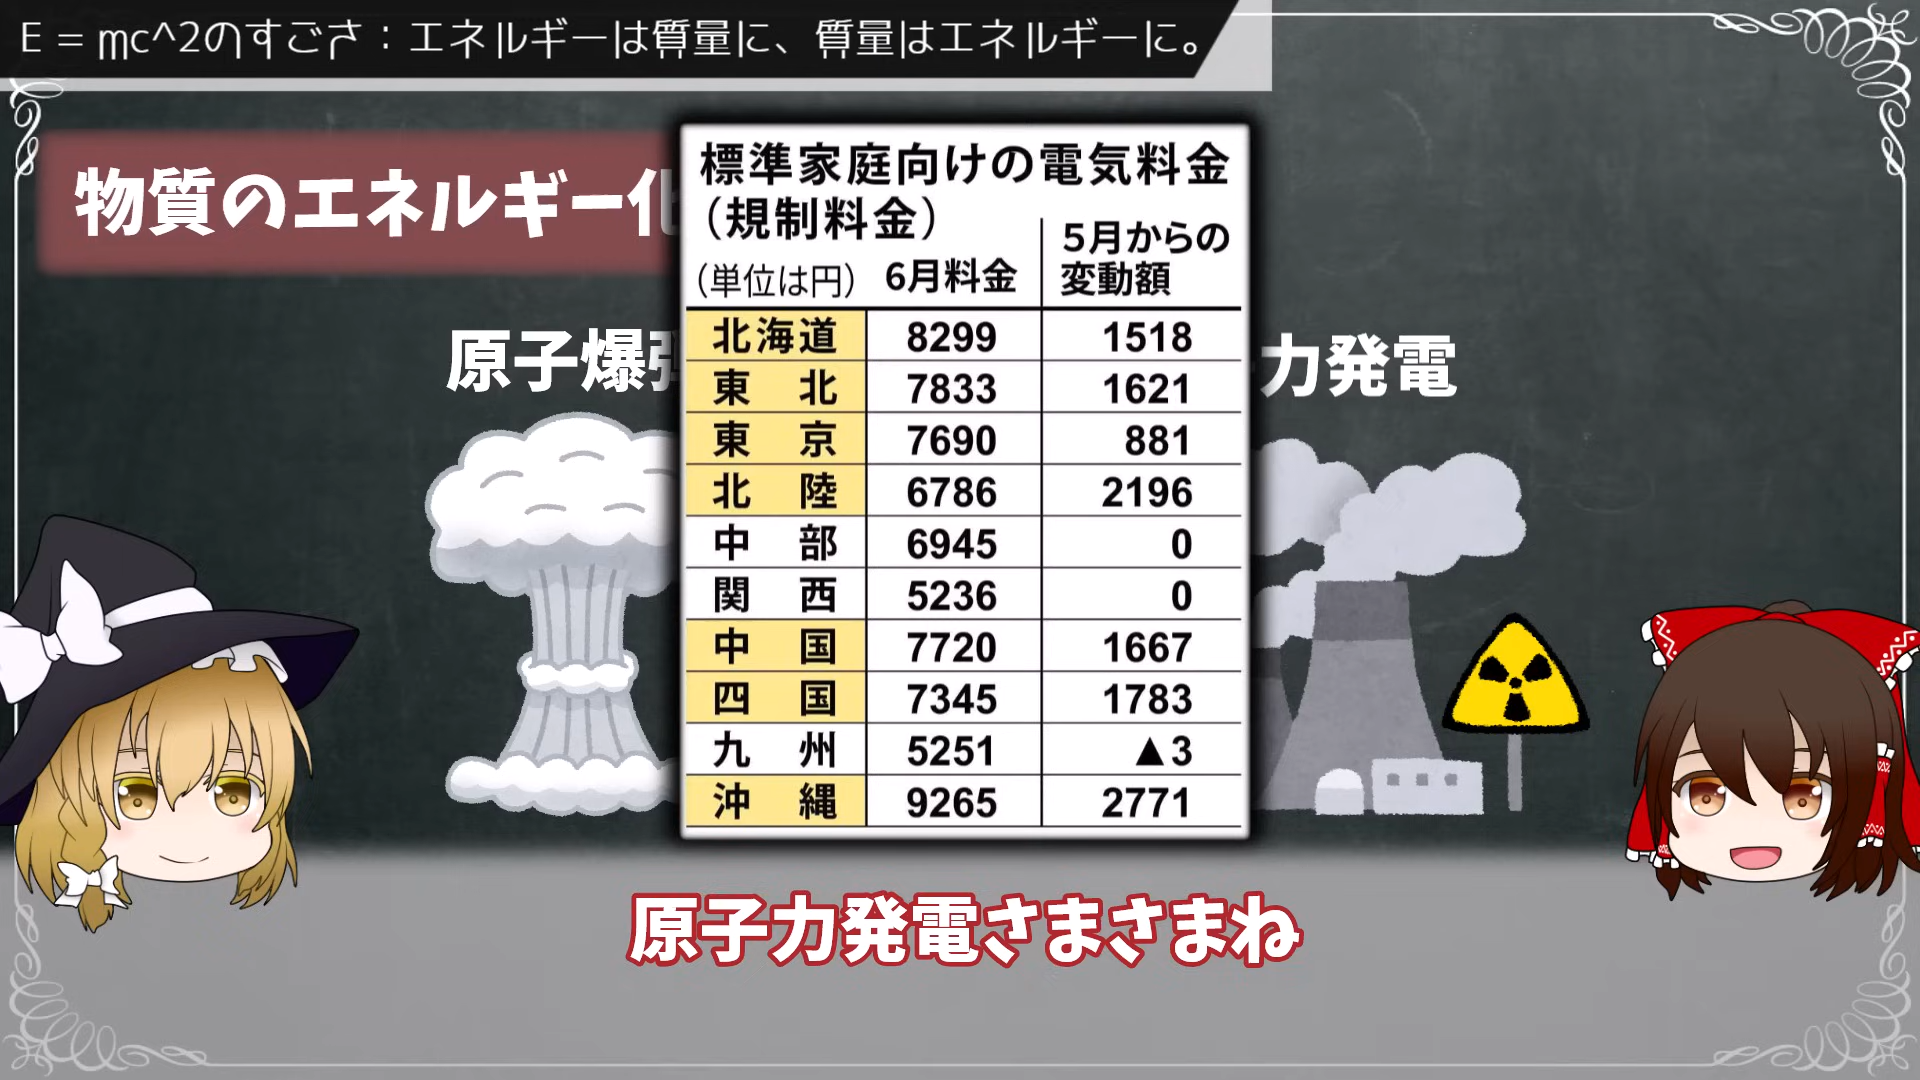 E = mc^2のすごさ：エネルギーは質量に、質量はエネルギーに。
物質のエネルギー化
原子爆弾
力発電
標準家庭向けの電気料金
（規制料金）
（単位は円） 6月料金 5月からの変動額
北海道 8299 1518
東北 7833 1621
東京 7690 881
北陸 6786 2196
中部 6945 0
関西 5236 0
中国 7720 1667
四国 7345 1783
九州 5251 ▲3
沖縄 9265 2771
原子力発電さまさまね